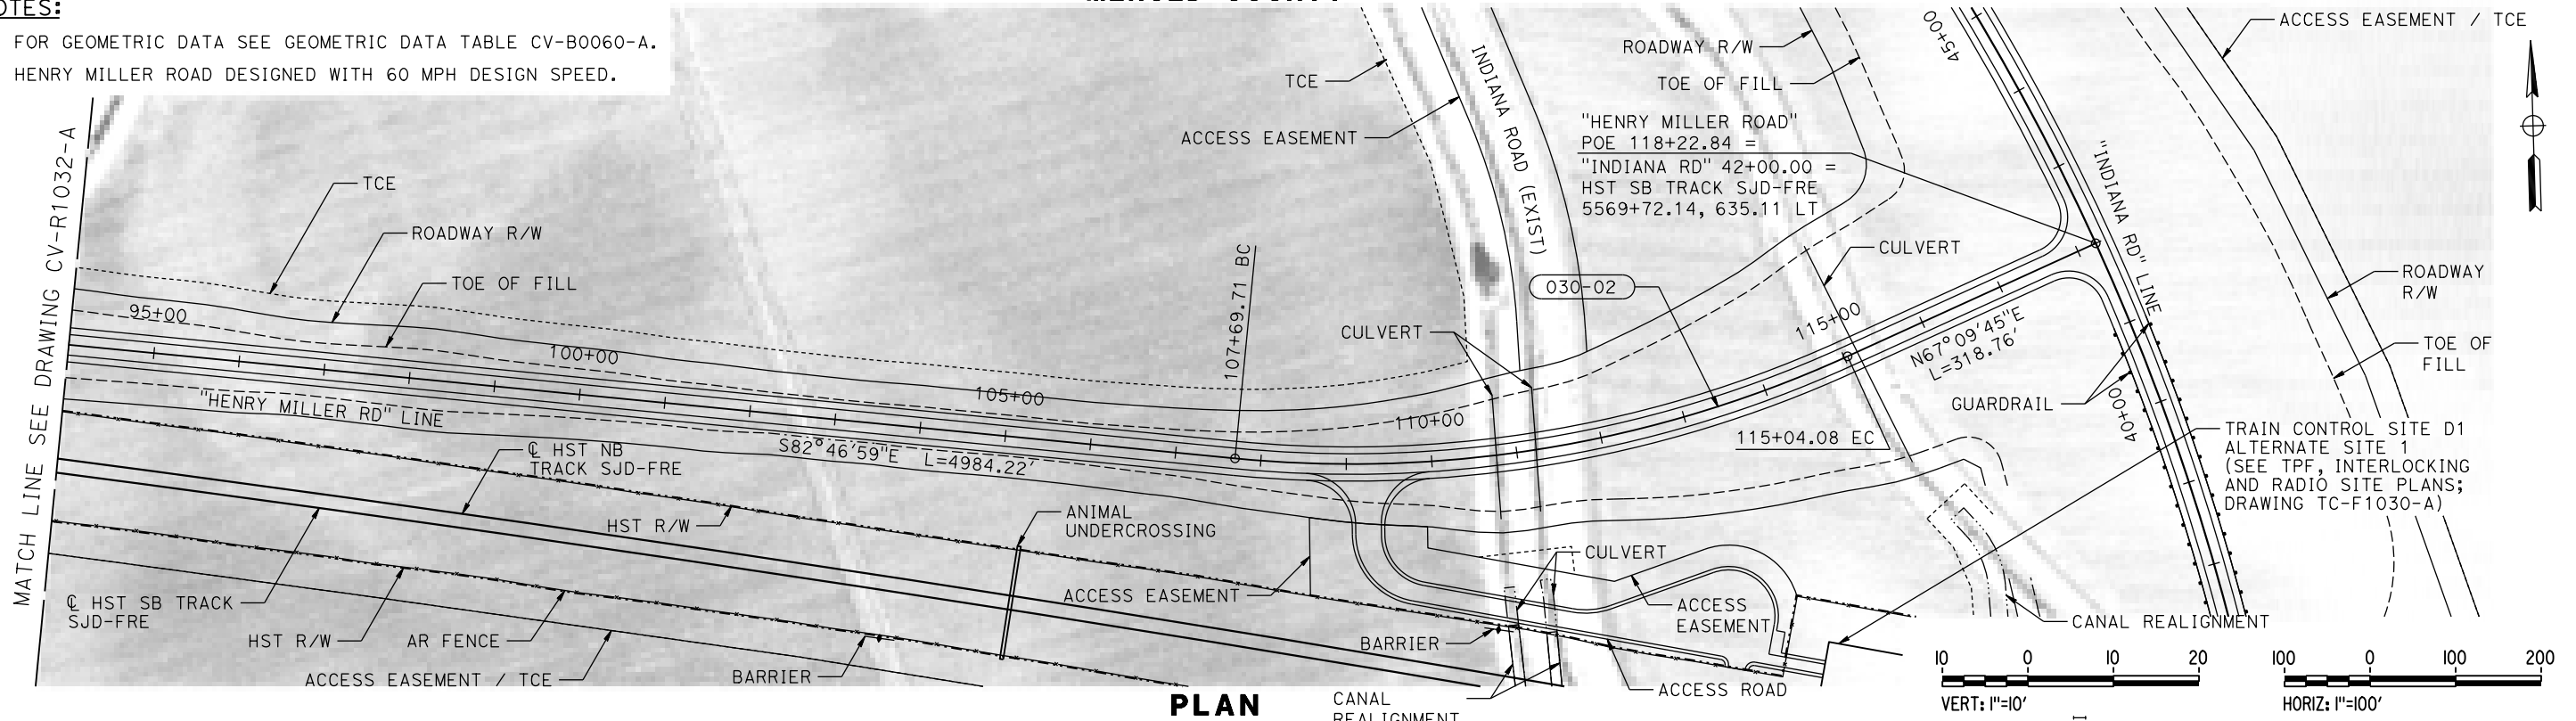 NOTES:
FOR GEOMETRIC DATA SEE GEOMETRIC DATA TABLE CV-B0060-A.
HENRY MILLER ROAD DESIGNED WITH 60 MPH DESIGN SPEED.
MATCH LINE SEE DRAWING CV-R1032-A
TCE
ROADWAY R/W
TOE OF FILL
95+00
100+00
105+00
110+00
115+00
"HENRY MILLER RD" LINE
S82°46'59"E L=4984.22'
107+69.71 BC
℄ HST NB
TRACK SJD-FRE
HST R/W
ANIMAL
UNDERCROSSING
℄ HST SB TRACK
SJD-FRE
HST R/W
AR FENCE
ACCESS EASEMENT / TCE
BARRIER
TCE
ACCESS EASEMENT
INDIANA ROAD (EXIST)
ROADWAY R/W
TOE OF FILL
"HENRY MILLER ROAD"
POE 118+22.84 =
"INDIANA RD" 42+00.00 =
HST SB TRACK SJD-FRE
5569+72.14, 635.11 LT
CULVERT
030-02
CULVERT
115+04.08 EC
N67°09'45"E
L=318.76'
45+00
"INDIANA RD" LINE
40+00
GUARDRAIL
ACCESS EASEMENT / TCE
ROADWAY
R/W
TOE OF
FILL
TRAIN CONTROL SITE D1
ALTERNATE SITE 1
(SEE TPF, INTERLOCKING
AND RADIO SITE PLANS;
DRAWING TC-F1030-A)
ACCESS EASEMENT
CULVERT
ACCESS
EASEMENT
BARRIER
CANAL REALIGNMENT
ACCESS ROAD
CANAL
REALIGNMENT
PLAN
10 0 10 20
VERT: 1"=10'
100 0 100 200
HORIZ: 1"=100'